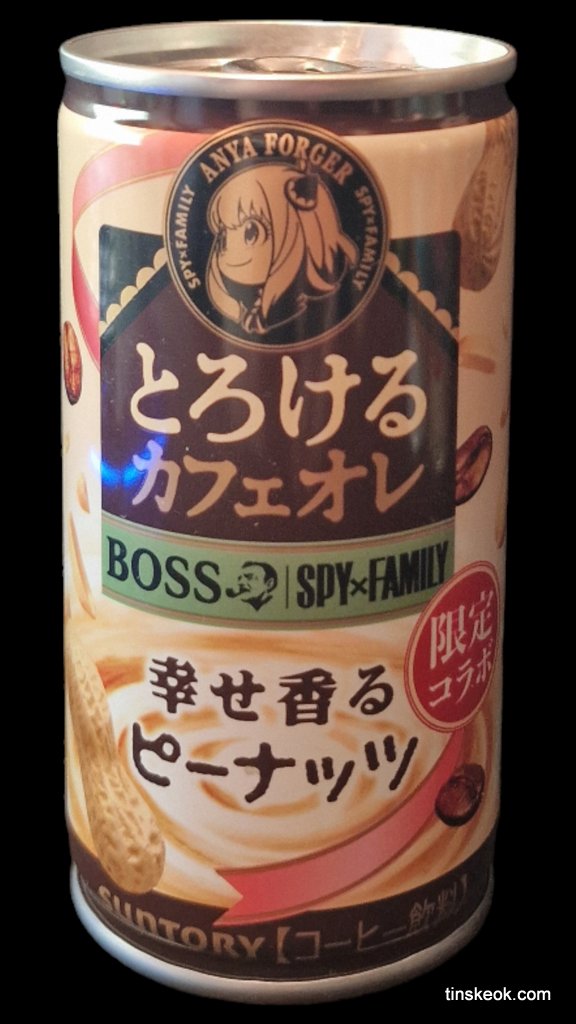 ANYA FORGER
SPY×FAMILY
SPY×FAMILY
とろける
カフェオレ
BOSS | SPY×FAMILY
限定
コラボ
幸せ香る
ピーナッツ
SUNTORY【コーヒー飲料】
tinskeok.com